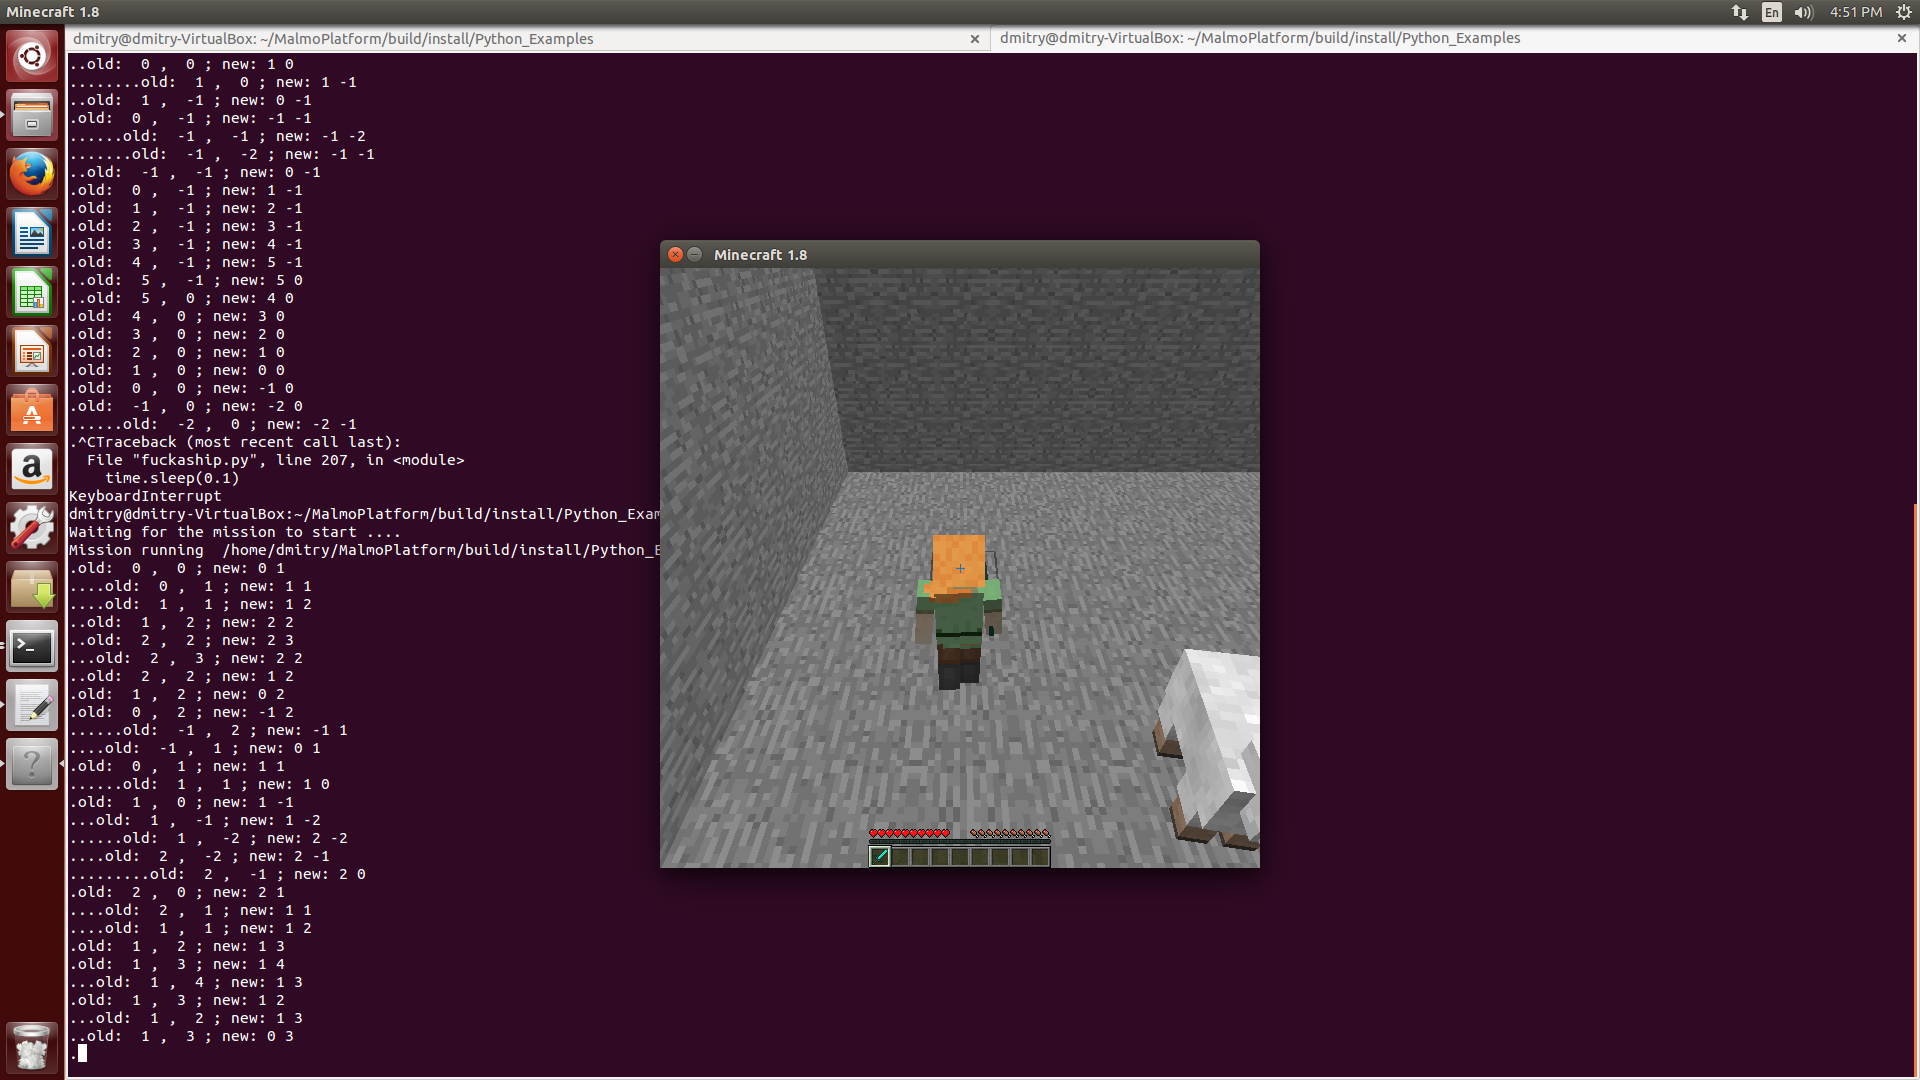 Minecraft 1.8
En
4:51 PM
dmitry@dmitry-VirtualBox: ~/MalmoPlatform/build/install/Python_Examples
dmitry@dmitry-VirtualBox: ~/MalmoPlatform/build/install/Python_Examples
..old:  0 ,  0 ; new: 1 0
........old:  1 ,  0 ; new: 1 -1
..old:  1 ,  -1 ; new: 0 -1
.old:  0 ,  -1 ; new: -1 -1
......old:  -1 ,  -1 ; new: -1 -2
.......old:  -1 ,  -2 ; new: -1 -1
..old:  -1 ,  -1 ; new: 0 -1
.old:  0 ,  -1 ; new: 1 -1
.old:  1 ,  -1 ; new: 2 -1
.old:  2 ,  -1 ; new: 3 -1
.old:  3 ,  -1 ; new: 4 -1
.old:  4 ,  -1 ; new: 5 -1
..old:  5 ,  -1 ; new: 5 0
..old:  5 ,  0 ; new: 4 0
.old:  4 ,  0 ; new: 3 0
.old:  3 ,  0 ; new: 2 0
.old:  2 ,  0 ; new: 1 0
.old:  1 ,  0 ; new: 0 0
.old:  0 ,  0 ; new: -1 0
.old:  -1 ,  0 ; new: -2 0
......old:  -2 ,  0 ; new: -2 -1
.^CTraceback (most recent call last):
  File "fuckaship.py", line 207, in <module>
    time.sleep(0.1)
KeyboardInterrupt
dmitry@dmitry-VirtualBox:~/MalmoPlatform/build/install/Python_Exam
Waiting for the mission to start ....
Mission running  /home/dmitry/MalmoPlatform/build/install/Python_E
.old:  0 ,  0 ; new: 0 1
....old:  0 ,  1 ; new: 1 1
....old:  1 ,  1 ; new: 1 2
..old:  1 ,  2 ; new: 2 2
..old:  2 ,  2 ; new: 2 3
...old:  2 ,  3 ; new: 2 2
..old:  2 ,  2 ; new: 1 2
.old:  1 ,  2 ; new: 0 2
.old:  0 ,  2 ; new: -1 2
......old:  -1 ,  2 ; new: -1 1
....old:  -1 ,  1 ; new: 0 1
.old:  0 ,  1 ; new: 1 1
......old:  1 ,  1 ; new: 1 0
.old:  1 ,  0 ; new: 1 -1
...old:  1 ,  -1 ; new: 1 -2
......old:  1 ,  -2 ; new: 2 -2
....old:  2 ,  -2 ; new: 2 -1
.........old:  2 ,  -1 ; new: 2 0
.old:  2 ,  0 ; new: 2 1
....old:  2 ,  1 ; new: 1 1
....old:  1 ,  1 ; new: 1 2
.old:  1 ,  2 ; new: 1 3
.old:  1 ,  3 ; new: 1 4
...old:  1 ,  4 ; new: 1 3
.old:  1 ,  3 ; new: 1 2
...old:  1 ,  2 ; new: 1 3
..old:  1 ,  3 ; new: 0 3
.
Minecraft 1.8